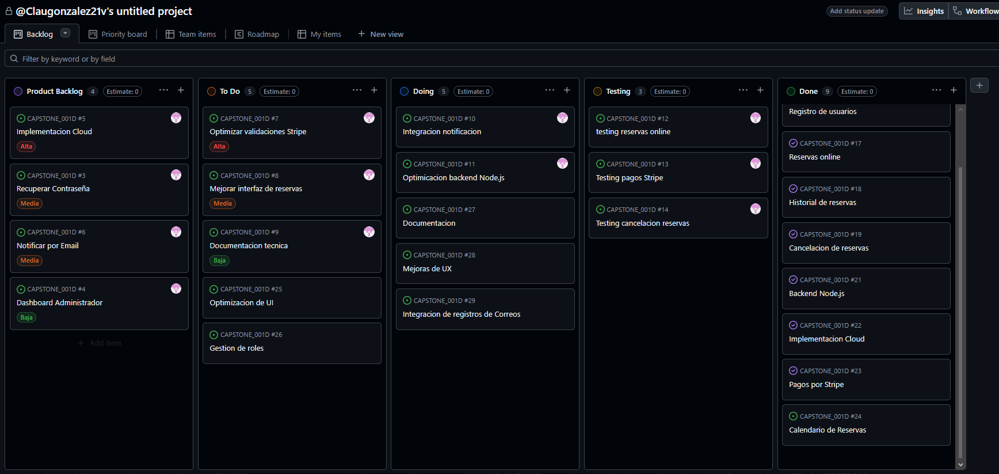 @Claugonzalez21v's untitled project
Add status update
Insights
Workflow
Backlog
Priority board
Team items
Roadmap
My items
New view
Filter by keyword or by field
Product Backlog 4 Estimate: 0
CAPSTONE_001D #5
Implementacion Cloud
Alta
CAPSTONE_001D #3
Recuperar Contraseña
Media
CAPSTONE_001D #6
Notificar por Email
Media
CAPSTONE_001D #4
Dashboard Administrador
Baja
Add item
To Do 5 Estimate: 0
CAPSTONE_001D #7
Optimizar validaciones Stripe
Alta
CAPSTONE_001D #8
Mejorar interfaz de reservas
Media
CAPSTONE_001D #9
Documentacion tecnica
Baja
CAPSTONE_001D #25
Optimizacion de UI
CAPSTONE_001D #26
Gestion de roles
Doing 5 Estimate: 0
CAPSTONE_001D #10
Integracion notificacion
CAPSTONE_001D #11
Optimicacion backend Node.js
CAPSTONE_001D #27
Documentacion
CAPSTONE_001D #28
Mejoras de UX
CAPSTONE_001D #29
Integracion de registros de Correos
Testing 3 Estimate: 0
CAPSTONE_001D #12
testing reservas online
CAPSTONE_001D #13
Testing pagos Stripe
CAPSTONE_001D #14
Testing cancelacion reservas
Done 9 Estimate: 0
Registro de usuarios
CAPSTONE_001D #17
Reservas online
CAPSTONE_001D #18
Historial de reservas
CAPSTONE_001D #19
Cancelacion de reservas
CAPSTONE_001D #21
Backend Node.js
CAPSTONE_001D #22
Implementacion Cloud
CAPSTONE_001D #23
Pagos por Stripe
CAPSTONE_001D #24
Calendario de Reservas